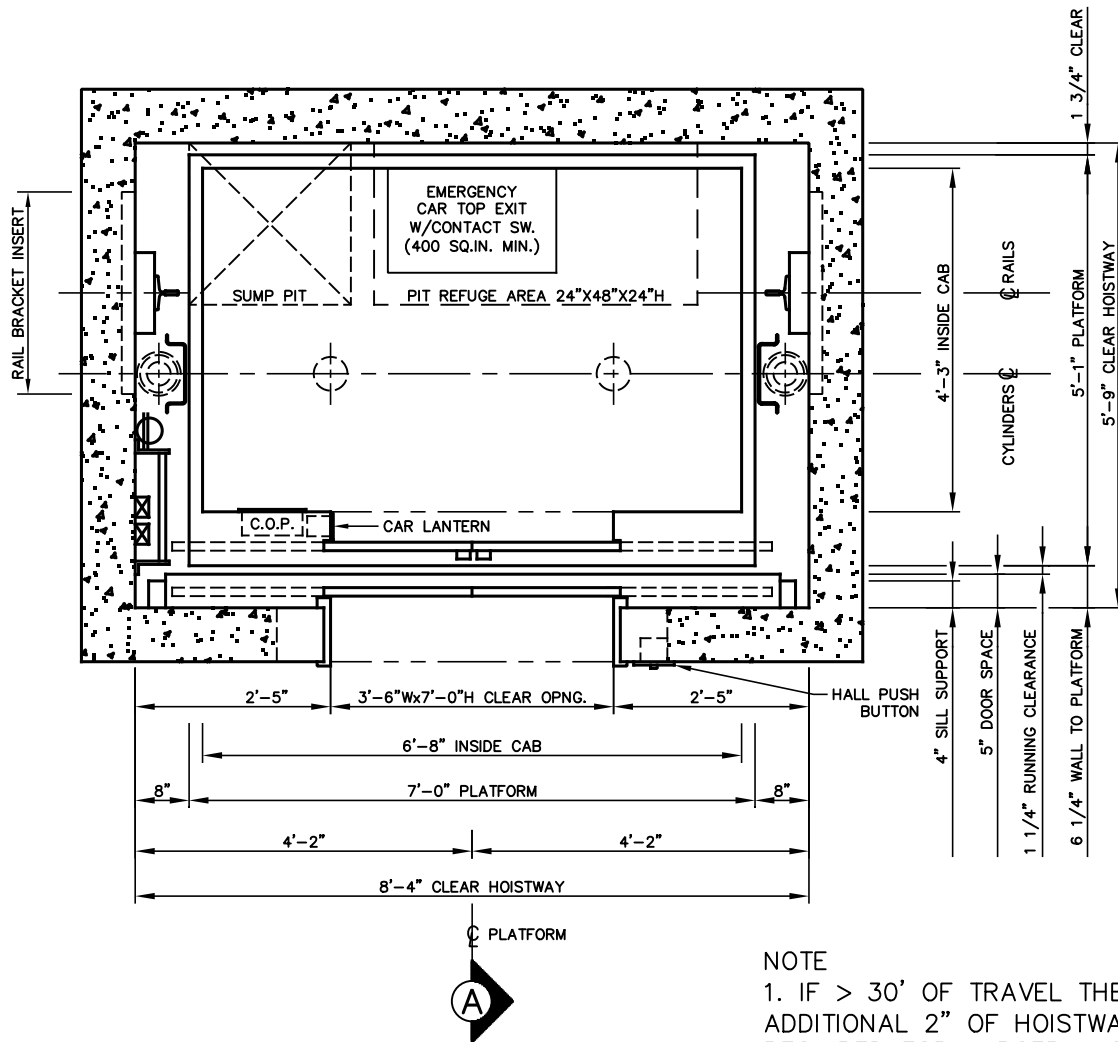 1 3/4" CLEAR
EMERGENCY
CAR TOP EXIT
W/CONTACT SW.
(400 SQ.IN. MIN.)
SUMP PIT
PIT REFUGE AREA 24"X48"X24"H
RAIL BRACKET INSERT
4'-3" INSIDE CAB
℄ RAILS
CYLINDERS ℄
5'-1" PLATFORM
5'-9" CLEAR HOISTWAY
C.O.P.
CAR LANTERN
HALL PUSH
BUTTON
2'-5"
3'-6"Wx7'-0"H CLEAR OPNG.
2'-5"
6'-8" INSIDE CAB
8"
7'-0" PLATFORM
8"
4'-2"
4'-2"
8'-4" CLEAR HOISTWAY
4" SILL SUPPORT
5" DOOR SPACE
1 1/4" RUNNING CLEARANCE
6 1/4" WALL TO PLATFORM
℄ PLATFORM
A
NOTE
1. IF > 30' OF TRAVEL THE
ADDITIONAL 2" OF HOISTWA